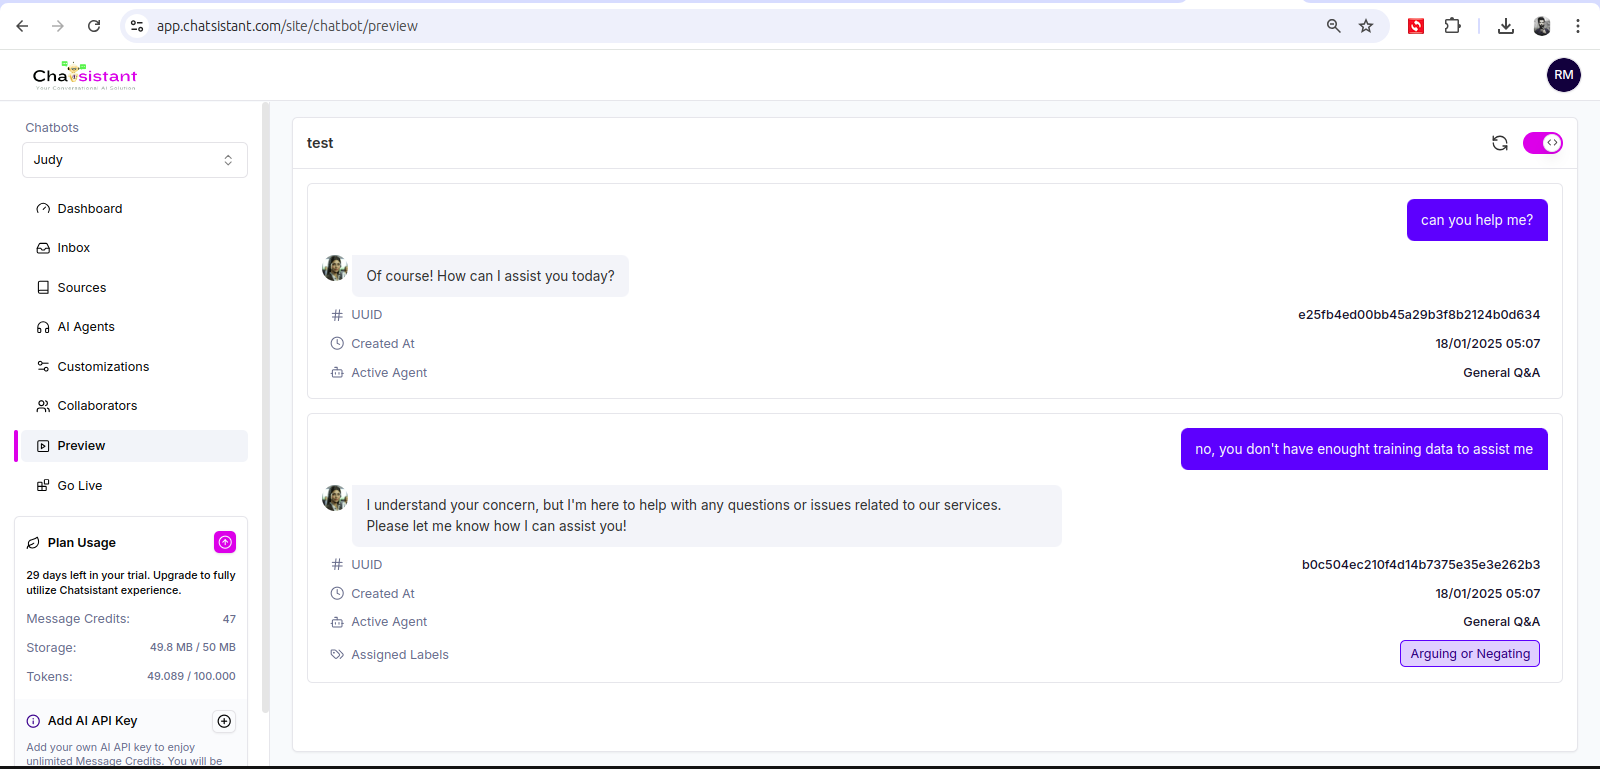 app.chatsistant.com/site/chatbot/preview
Chatsistant
Your Conversational AI Solution
RM
Chatbots
Judy
Dashboard
Inbox
Sources
AI Agents
Customizations
Collaborators
Preview
Go Live
Plan Usage
29 days left in your trial. Upgrade to fully
utilize Chatsistant experience.
Message Credits: 47
Storage: 49.8 MB / 50 MB
Tokens: 49.089 / 100.000
Add AI API Key
Add your own AI API key to enjoy
unlimited Message Credits. You will be
test
can you help me?
Of course! How can I assist you today?
UUID e25fb4ed00bb45a29b3f8b2124b0d634
Created At 18/01/2025 05:07
Active Agent General Q&A
no, you don't have enought training data to assist me
I understand your concern, but I'm here to help with any questions or issues related to our services.
Please let me know how I can assist you!
UUID b0c504ec210f4d14b7375e35e3e262b3
Created At 18/01/2025 05:07
Active Agent General Q&A
Assigned Labels Arguing or Negating